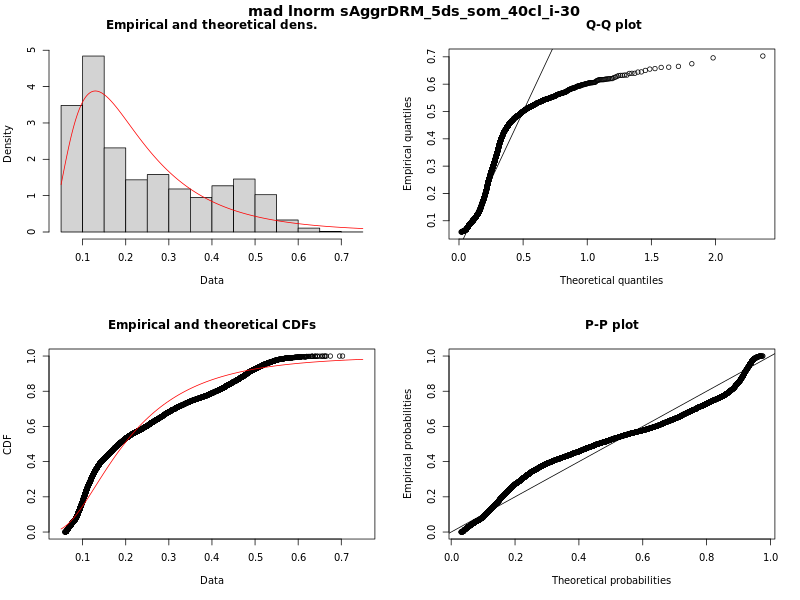 mad lnorm sAggrDRM_5ds_som_40cl_i-30
Empirical and theoretical dens.
Density
0 1 2 3 4 5
0.1 0.2 0.3 0.4 0.5 0.6 0.7
Data
Q-Q plot
Empirical quantiles
0.1 0.2 0.3 0.4 0.5 0.6 0.7
0.0 0.5 1.0 1.5 2.0
Theoretical quantiles
Empirical and theoretical CDFs
CDF
0.0 0.2 0.4 0.6 0.8 1.0
0.1 0.2 0.3 0.4 0.5 0.6 0.7
Data
P-P plot
Empirical probabilities
0.0 0.2 0.4 0.6 0.8 1.0
0.0 0.2 0.4 0.6 0.8 1.0
Theoretical probabilities